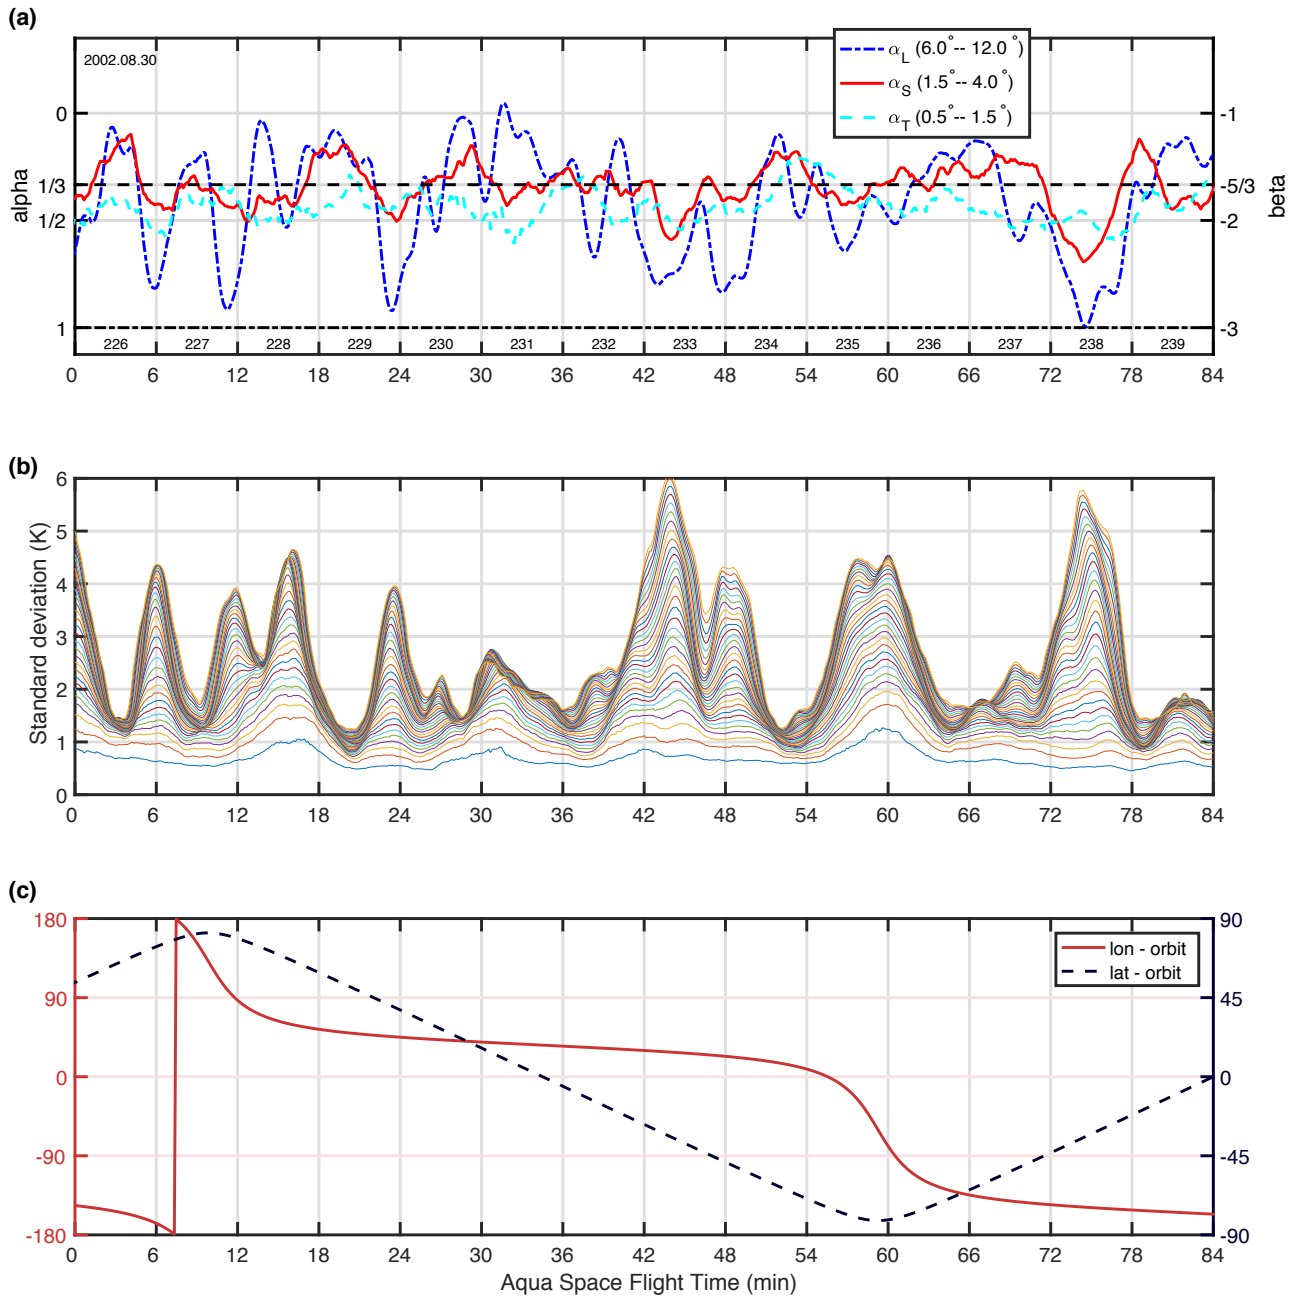 (a)
2002.08.30
α_L (6.0°-- 12.0°)
α_S (1.5°-- 4.0°)
α_T (0.5°-- 1.5°)
0
1/3
1/2
1
alpha
-1
-5/3
-2
-3
beta
226 227 228 229 230 231 232 233 234 235 236 237 238 239
0 6 12 18 24 30 36 42 48 54 60 66 72 78 84
(b)
6
5
4
3
2
1
0
Standard deviation (K)
0 6 12 18 24 30 36 42 48 54 60 66 72 78 84
(c)
180
90
0
-90
-180
lon - orbit
lat - orbit
90
45
0
-45
-90
0 6 12 18 24 30 36 42 48 54 60 66 72 78 84
Aqua Space Flight Time (min)